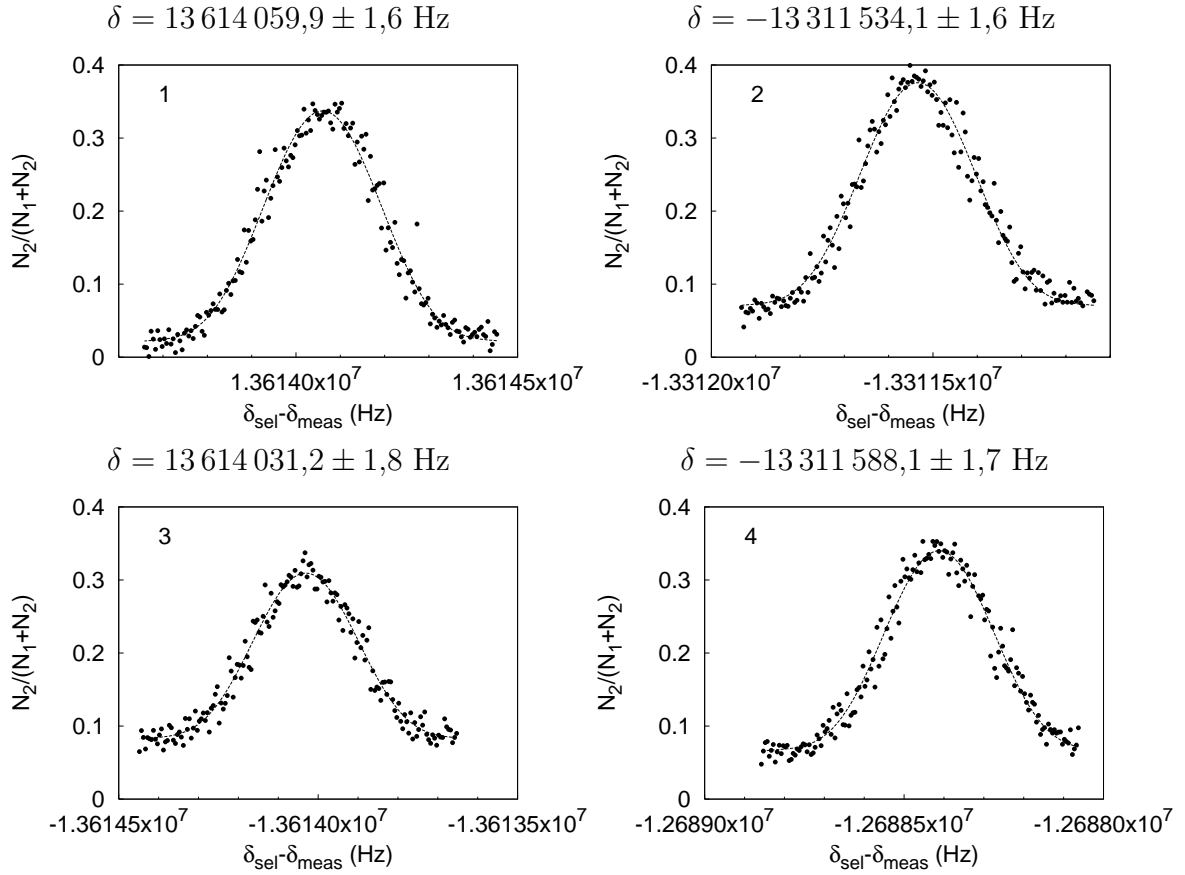 δ = 13 614 059,9 ± 1,6 Hz
0.4
0.3
0.2
0.1
0
1
N2/(N1+N2)
1.36140x10^7
1.36145x10^7
δsel-δmeas (Hz)
δ = −13 311 534,1 ± 1,6 Hz
0.4
0.3
0.2
0.1
0
2
N2/(N1+N2)
-1.33120x10^7
-1.33115x10^7
δsel-δmeas (Hz)
δ = 13 614 031,2 ± 1,8 Hz
0.4
0.3
0.2
0.1
0
3
N2/(N1+N2)
-1.36145x10^7
-1.36140x10^7
-1.36135x10^7
δsel-δmeas (Hz)
δ = −13 311 588,1 ± 1,7 Hz
0.4
0.3
0.2
0.1
0
4
N2/(N1+N2)
-1.26890x10^7
-1.26885x10^7
-1.26880x10^7
δsel-δmeas (Hz)